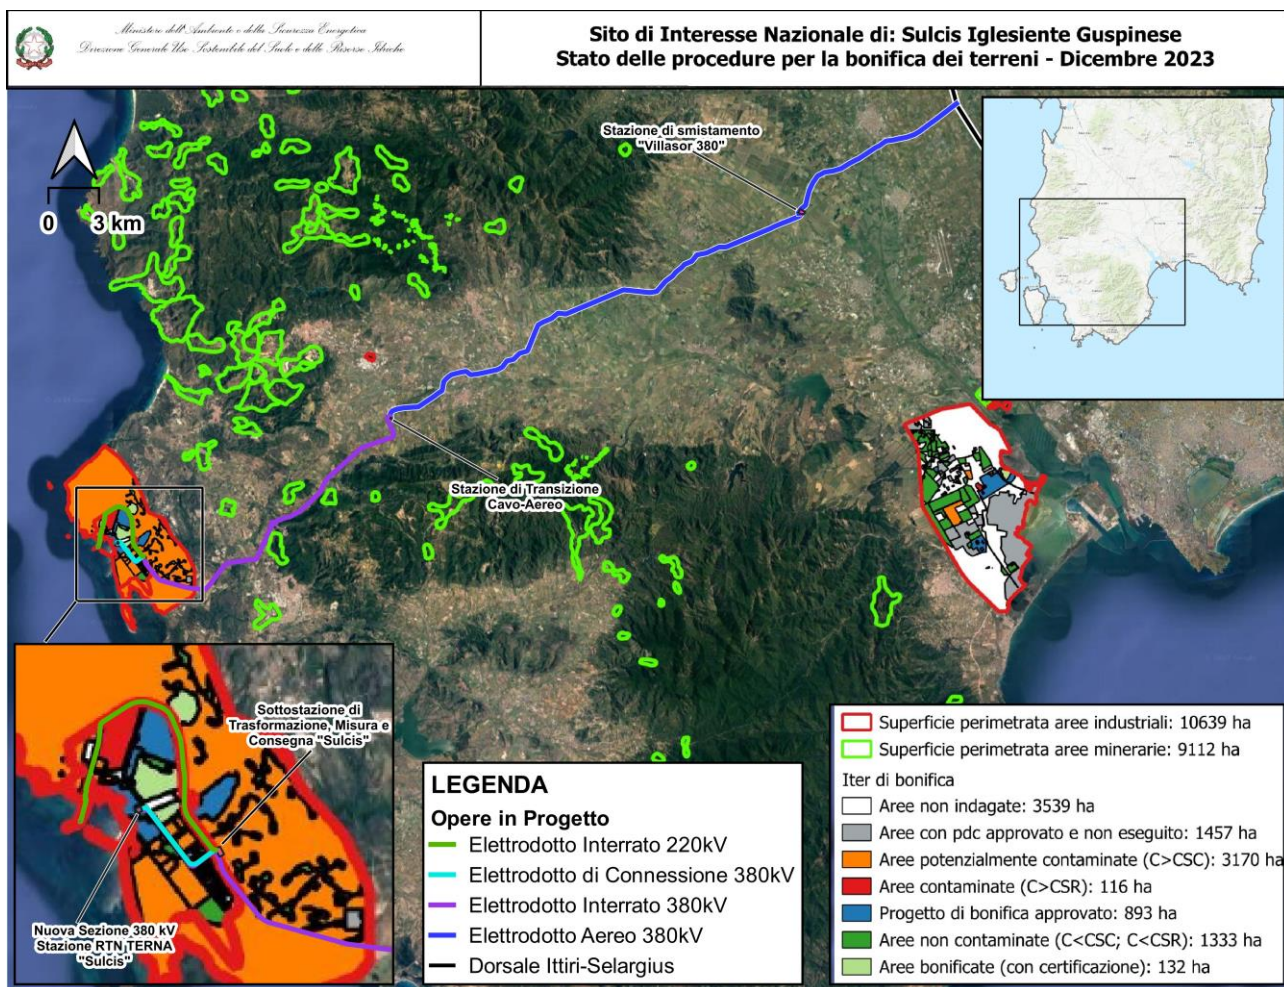 Ministero dell'Ambiente e della Sicurezza Energetica
Direzione Generale Uso Sostenibile del Suolo e delle Risorse Idriche
Sito di Interesse Nazionale di: Sulcis Iglesiente Guspinese
Stato delle procedure per la bonifica dei terreni - Dicembre 2023
0 3 km
Stazione di smistamento
"Villasor 380"
Stazione di Transizione
Cavo-Aereo
Sottostazione di
Trasformazione, Misura e
Consegna "Sulcis"
Nuova Sezione 380 kV
Stazione RTN TERNA
"Sulcis"
LEGENDA
Opere in Progetto
Elettrodotto Interrato 220kV
Elettrodotto di Connessione 380kV
Elettrodotto Interrato 380kV
Elettrodotto Aereo 380kV
Dorsale Ittiri-Selargius
Superficie perimetrata aree industriali: 10639 ha
Superficie perimetrata aree minerarie: 9112 ha
Iter di bonifica
Aree non indagate: 3539 ha
Aree con pdc approvato e non eseguito: 1457 ha
Aree potenzialmente contaminate (C>CSC): 3170 ha
Aree contaminate (C>CSR): 116 ha
Progetto di bonifica approvato: 893 ha
Aree non contaminate (C<CSC; C<CSR): 1333 ha
Aree bonificate (con certificazione): 132 ha